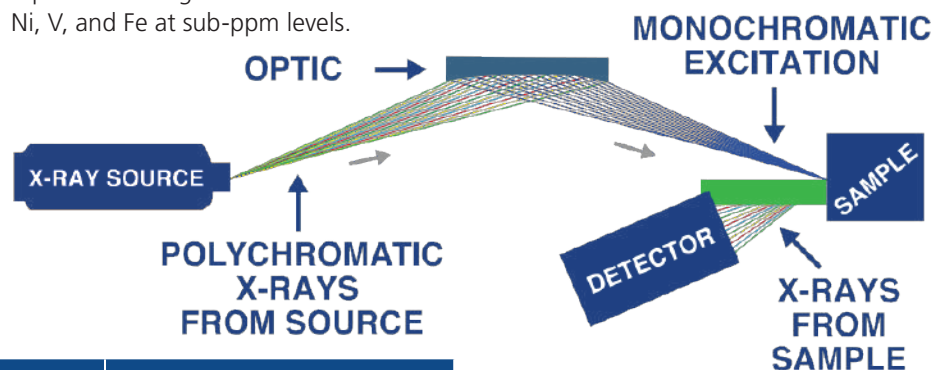 Ni, V, and Fe at sub-ppm levels.
MONOCHROMATIC
EXCITATION
OPTIC
X-RAY SOURCE
SAMPLE
DETECTOR
POLYCHROMATIC
X-RAYS
FROM SOURCE
X-RAYS
FROM
SAMPLE